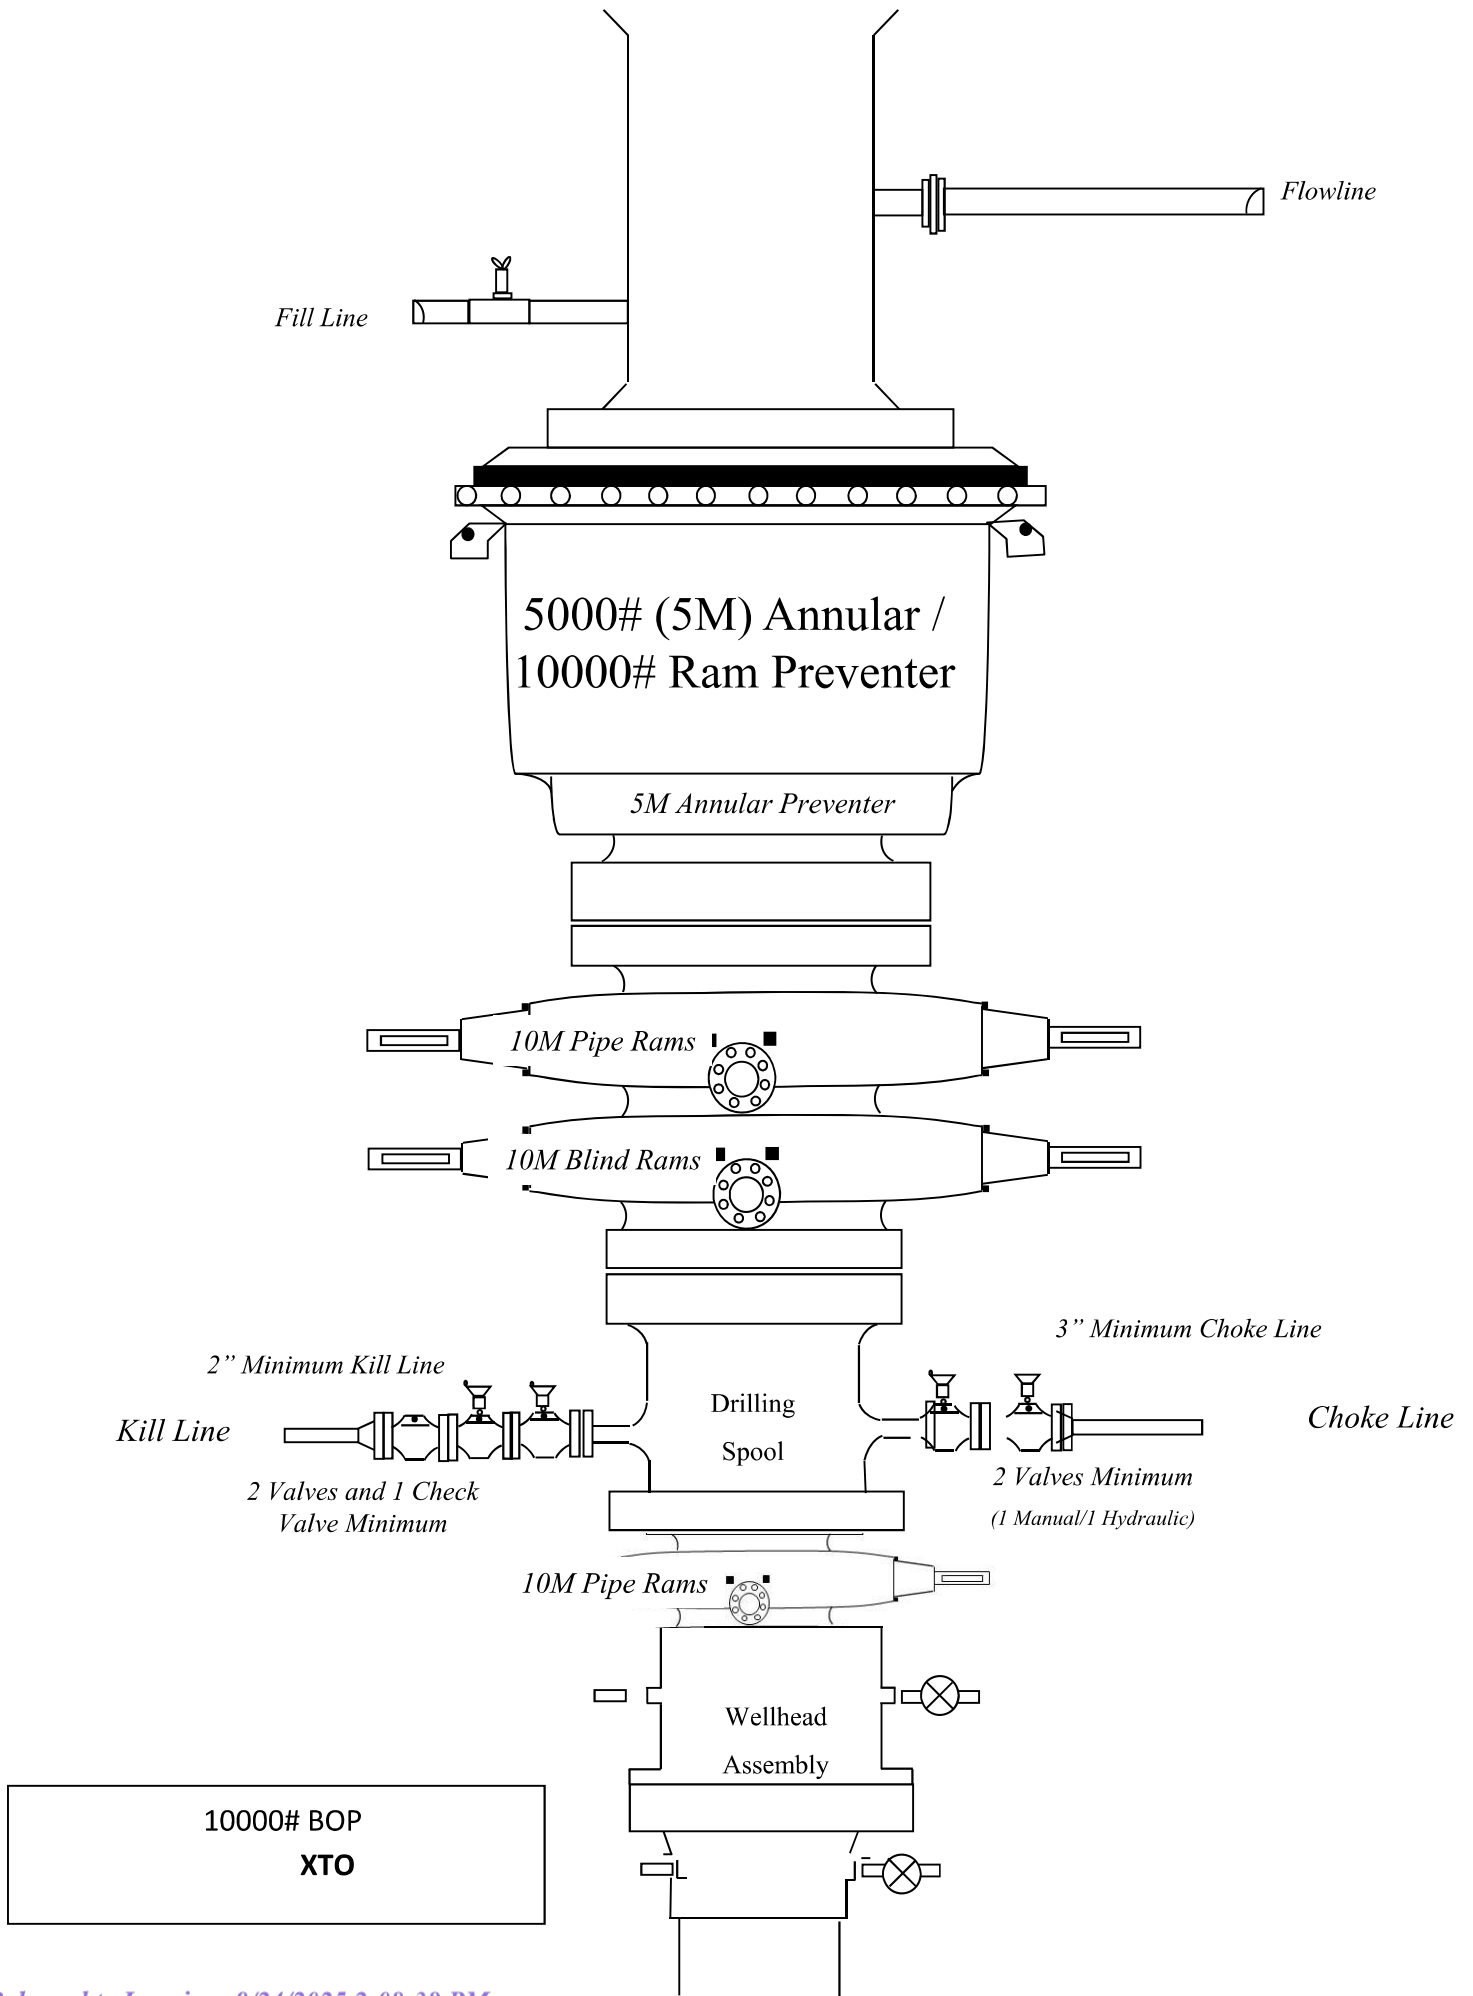 Flowline
Fill Line
5000# (5M) Annular /
10000# Ram Preventer
5M Annular Preventer
10M Pipe Rams
10M Blind Rams
3” Minimum Choke Line
2” Minimum Kill Line
Drilling
Spool
Kill Line
Choke Line
2 Valves and 1 Check
Valve Minimum
2 Valves Minimum
(1 Manual/1 Hydraulic)
10M Pipe Rams
Wellhead
Assembly
10000# BOP
XTO